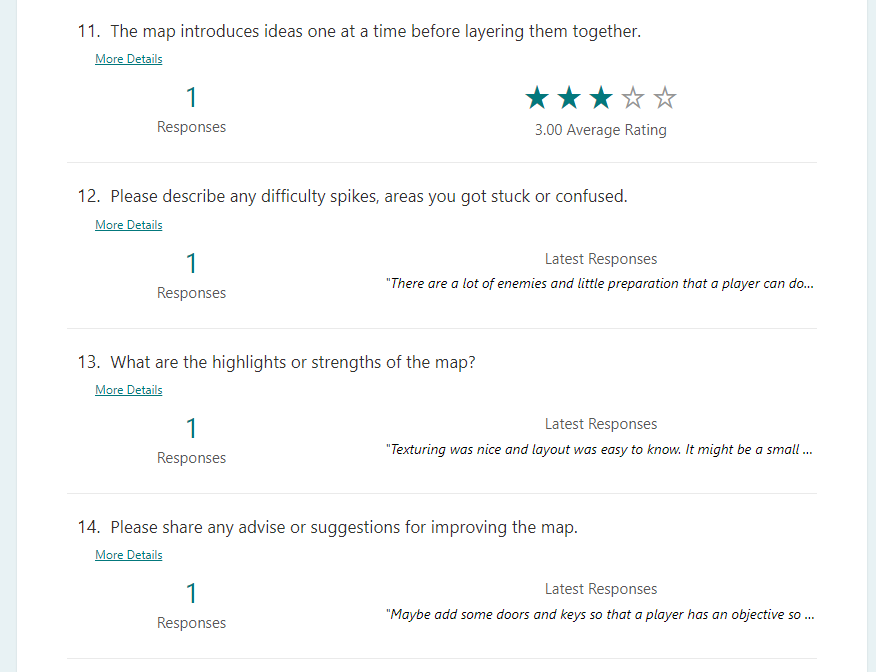 11. The map introduces ideas one at a time before layering them together.
More Details
1
Responses
3.00 Average Rating
12. Please describe any difficulty spikes, areas you got stuck or confused.
More Details
1
Responses
Latest Responses
"There are a lot of enemies and little preparation that a player can do...
13. What are the highlights or strengths of the map?
More Details
1
Responses
Latest Responses
"Texturing was nice and layout was easy to know. It might be a small ...
14. Please share any advise or suggestions for improving the map.
More Details
1
Responses
Latest Responses
"Maybe add some doors and keys so that a player has an objective so ...